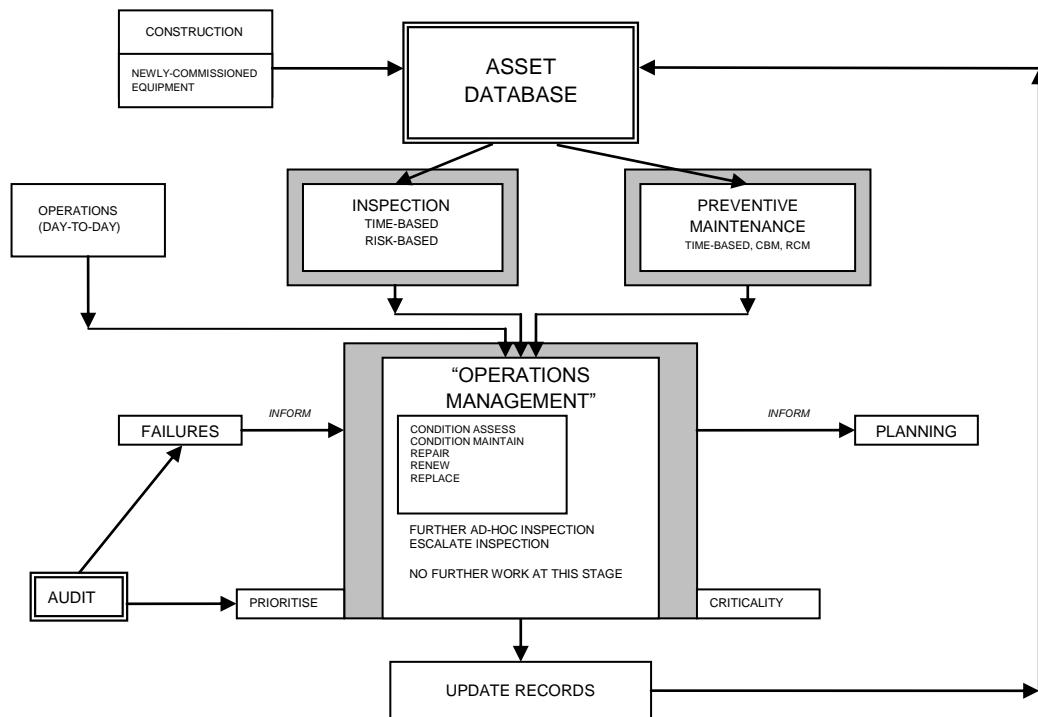 CONSTRUCTION
NEWLY-COMMISSIONED
EQUIPMENT
ASSET
DATABASE
OPERATIONS
(DAY-TO-DAY)
INSPECTION
TIME-BASED
RISK-BASED
PREVENTIVE
MAINTENANCE
TIME-BASED, CBM, RCM
“OPERATIONS
MANAGEMENT”
CONDITION ASSESS
CONDITION MAINTAIN
REPAIR
RENEW
REPLACE
FURTHER AD-HOC INSPECTION
ESCALATE INSPECTION
NO FURTHER WORK AT THIS STAGE
FAILURES
INFORM
INFORM
PLANNING
AUDIT
PRIORITISE
CRITICALITY
UPDATE RECORDS